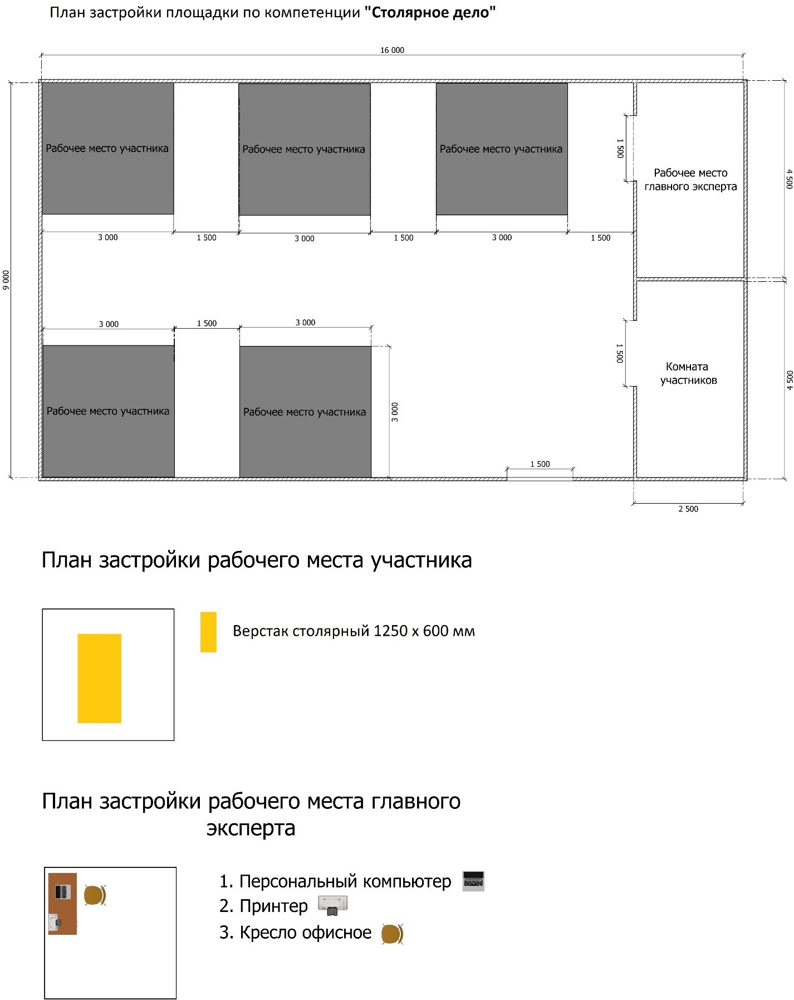 План застройки площадки по компетенции "Столярное дело"
16 000
Рабочее место участника
Рабочее место участника
Рабочее место участника
1 500
Рабочее место
главного эксперта
4 500
3 000
1 500
3 000
1 500
3 000
1 500
9 000
3 000
1 500
3 000
1 500
Комната
участников
4 500
Рабочее место участника
Рабочее место участника
3 000
1 500
2 500
План застройки рабочего места участника
Верстак столярный 1250 х 600 мм
План застройки рабочего места главного
эксперта
1. Персональный компьютер
2. Принтер
3. Кресло офисное